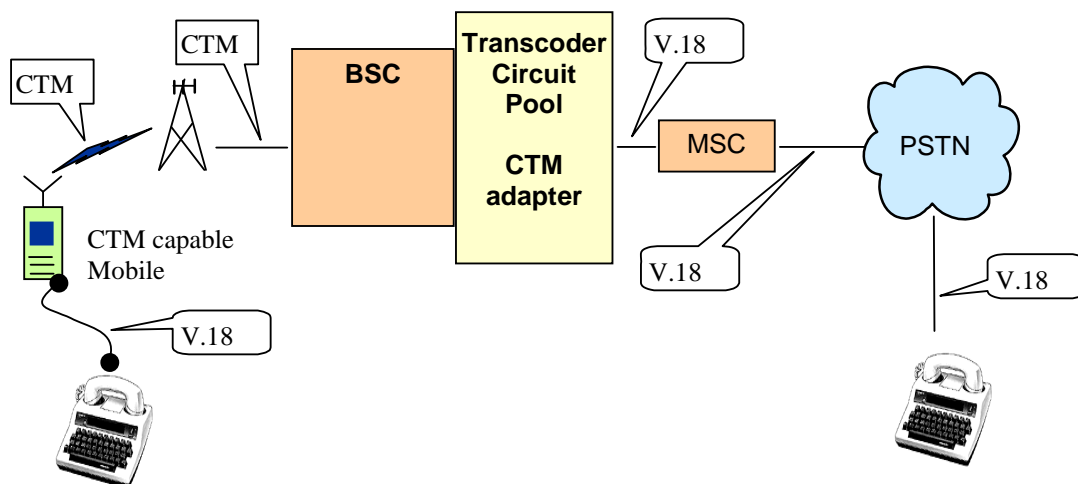 CTM
CTM
BSC
Transcoder
Circuit
Pool
CTM
adapter
V.18
MSC
PSTN
CTM capable
Mobile
V.18
V.18
V.18